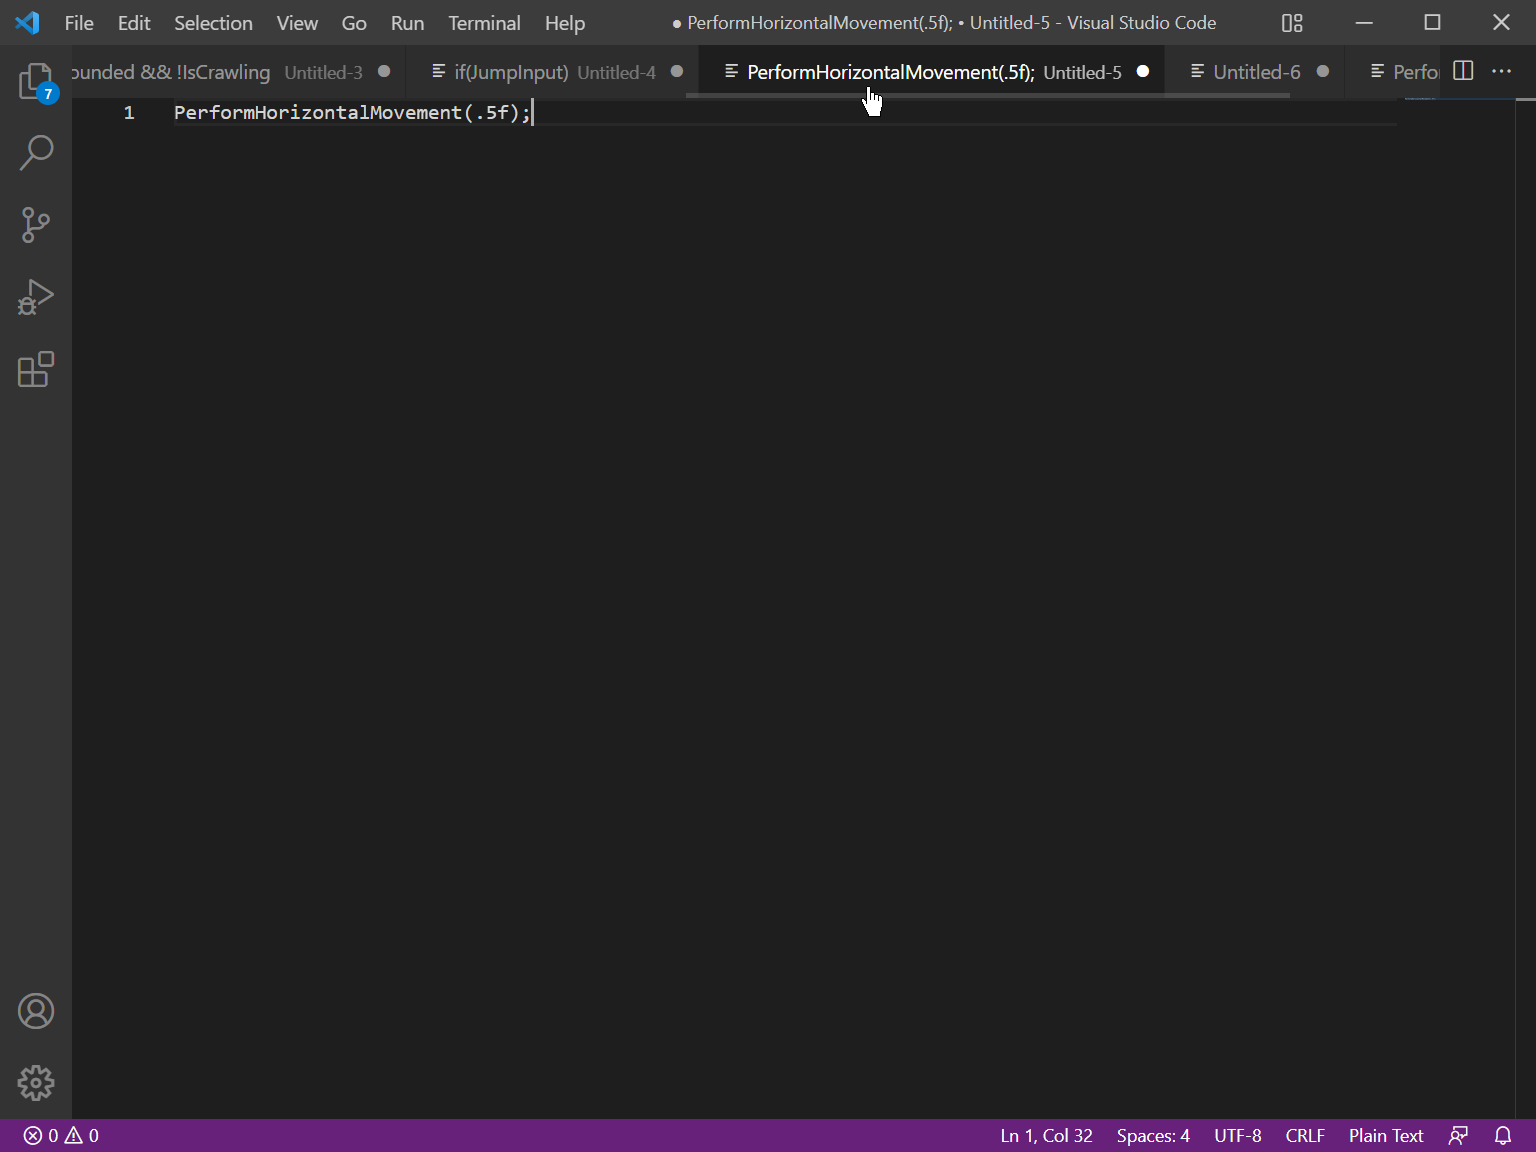 File Edit Selection View Go Run Terminal Help ● PerformHorizontalMovement(.5f); • Untitled-5 - Visual Studio Code
ounded && !IsCrawling Untitled-3 if(JumpInput) Untitled-4 PerformHorizontalMovement(.5f); Untitled-5 Untitled-6 Perfo
7
1 PerformHorizontalMovement(.5f);
0 0 Ln 1, Col 32 Spaces: 4 UTF-8 CRLF Plain Text